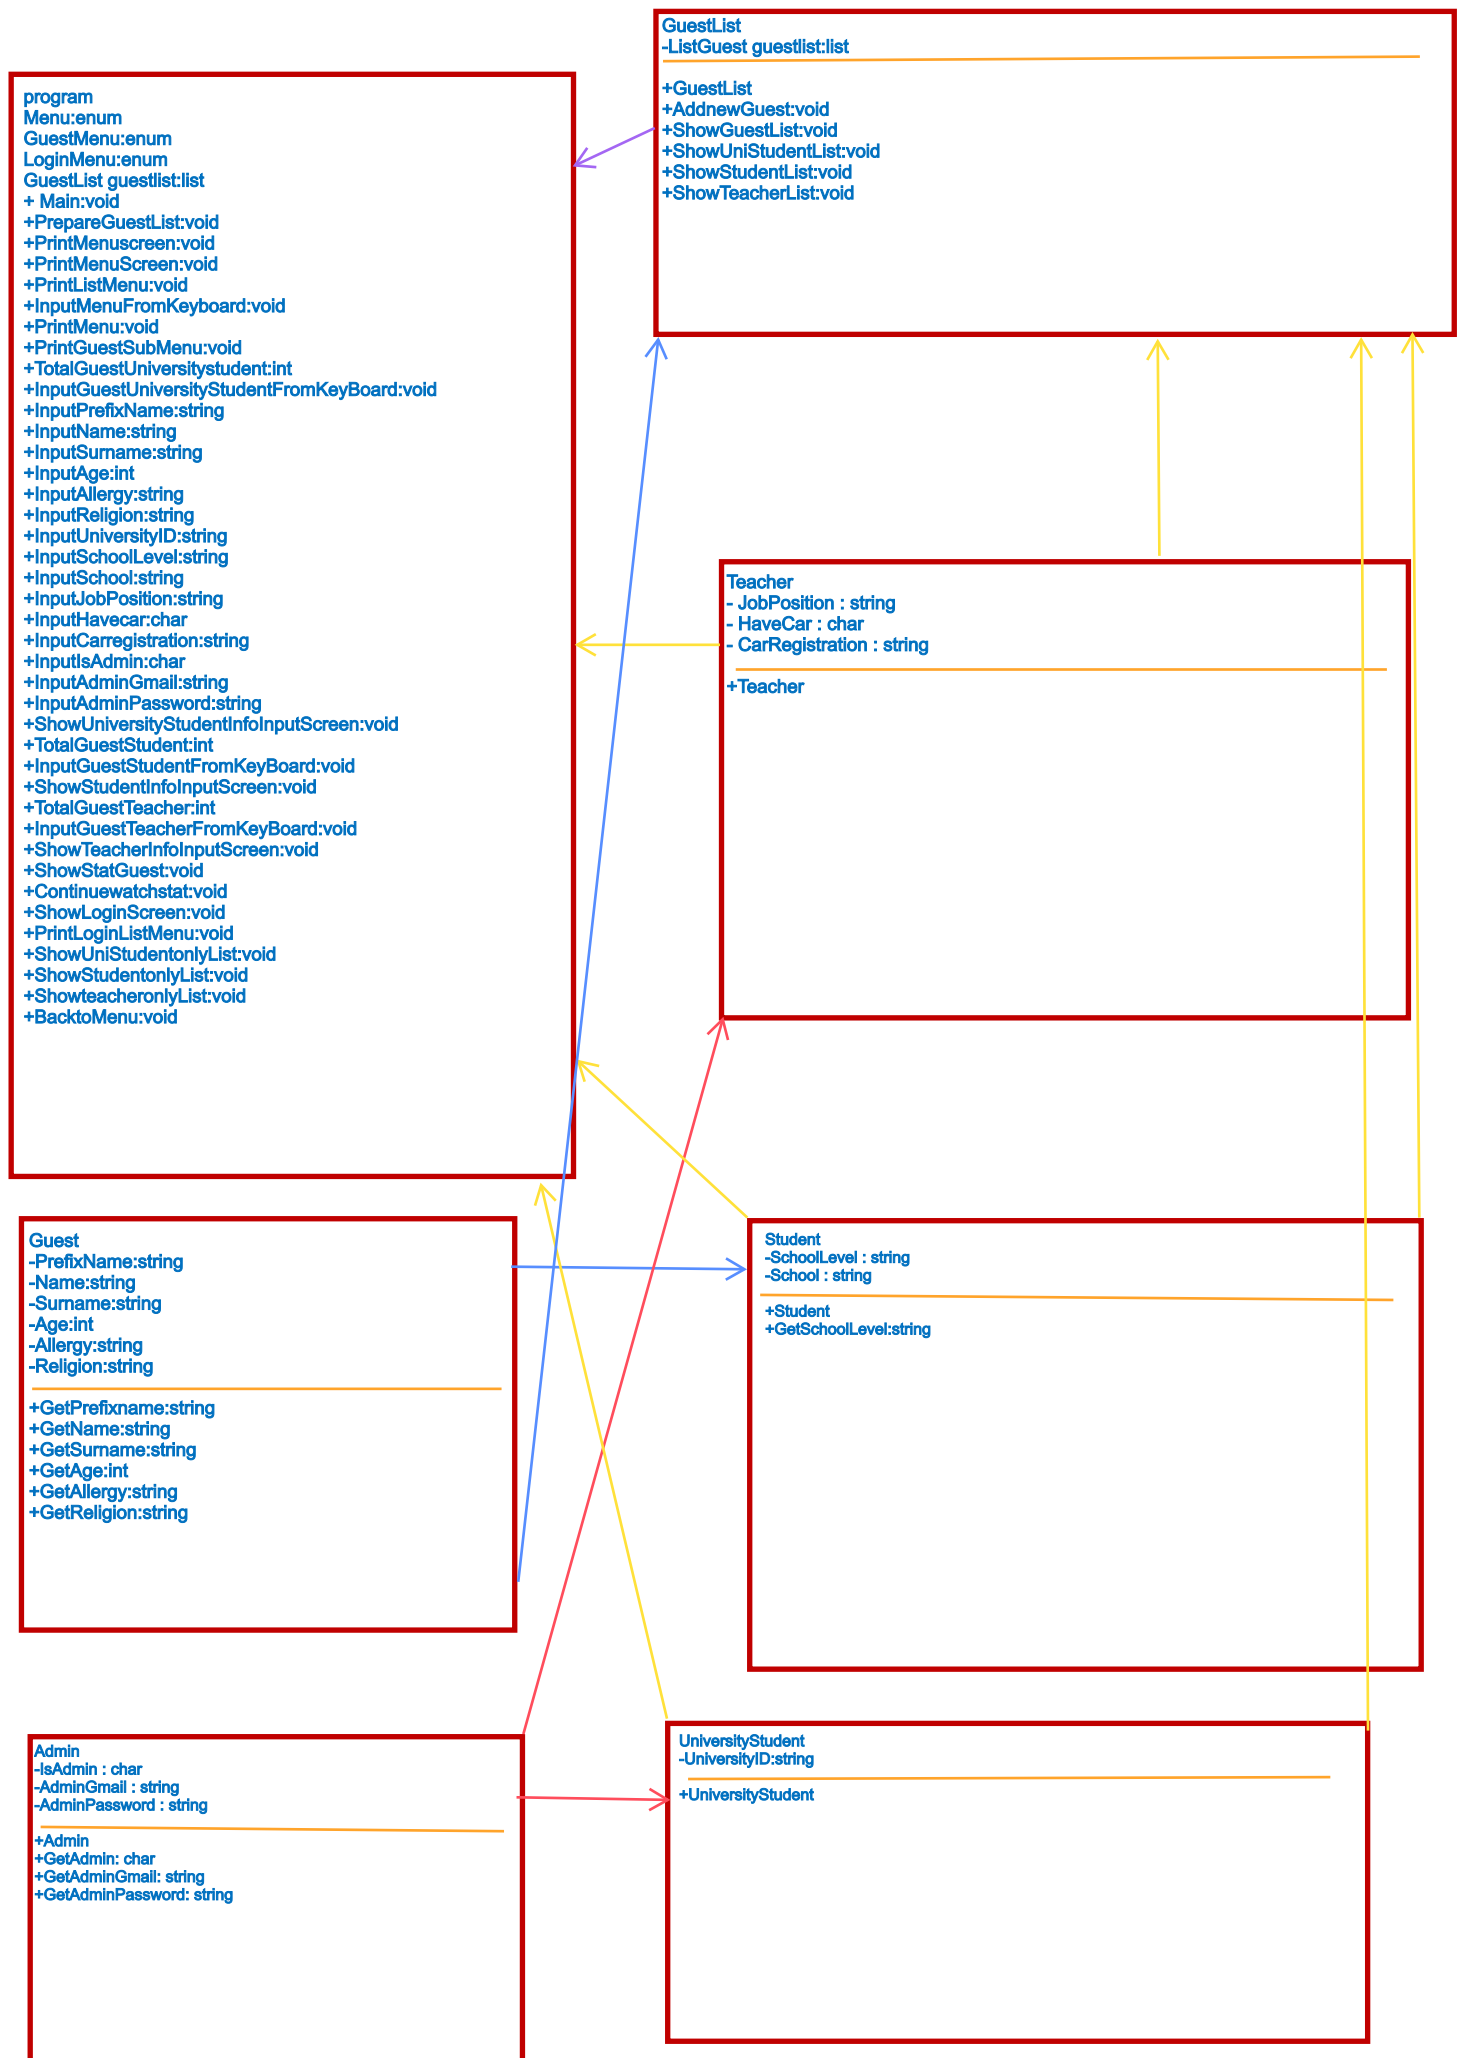 GuestList
-ListGuest guestlist:list
+GuestList
+AddnewGuest:void
+ShowGuestList:void
+ShowUniStudentList:void
+ShowStudentList:void
+ShowTeacherList:void
program
Menu:enum
GuestMenu:enum
LoginMenu:enum
GuestList guestlist:list
+ Main:void
+PrepareGuestList:void
+PrintMenuscreen:void
+PrintMenuScreen:void
+PrintListMenu:void
+InputMenuFromKeyboard:void
+PrintMenu:void
+PrintGuestSubMenu:void
+TotalGuestUniversitystudent:int
+InputGuestUniversityStudentFromKeyBoard:void
+InputPrefixName:string
+InputName:string
+InputSurname:string
+InputAge:int
+InputAllergy:string
+InputReligion:string
+InputUniversityID:string
+InputSchoolLevel:string
+InputSchool:string
+InputJobPosition:string
+InputHavecar:char
+InputCarregistration:string
+InputIsAdmin:char
+InputAdminGmail:string
+InputAdminPassword:string
+ShowUniversityStudentInfoInputScreen:void
+TotalGuestStudent:int
+InputGuestStudentFromKeyBoard:void
+ShowStudentInfoInputScreen:void
+TotalGuestTeacher:int
+InputGuestTeacherFromKeyBoard:void
+ShowTeacherInfoInputScreen:void
+ShowStatGuest:void
+Continuewatchstat:void
+ShowLoginScreen:void
+PrintLoginListMenu:void
+ShowUniStudentonlyList:void
+ShowStudentonlyList:void
+ShowteacheronlyList:void
+BacktoMenu:void
Teacher
- JobPosition : string
- HaveCar : char
- CarRegistration : string
+Teacher
Guest
-PrefixName:string
-Name:string
-Surname:string
-Age:int
-Allergy:string
-Religion:string
+GetPrefixname:string
+GetName:string
+GetSurname:string
+GetAge:int
+GetAllergy:string
+GetReligion:string
Student
-SchoolLevel : string
-School : string
+Student
+GetSchoolLevel:string
Admin
-IsAdmin : char
-AdminGmail : string
-AdminPassword : string
+Admin
+GetAdmin: char
+GetAdminGmail: string
+GetAdminPassword: string
UniversityStudent
-UniversityID:string
+UniversityStudent